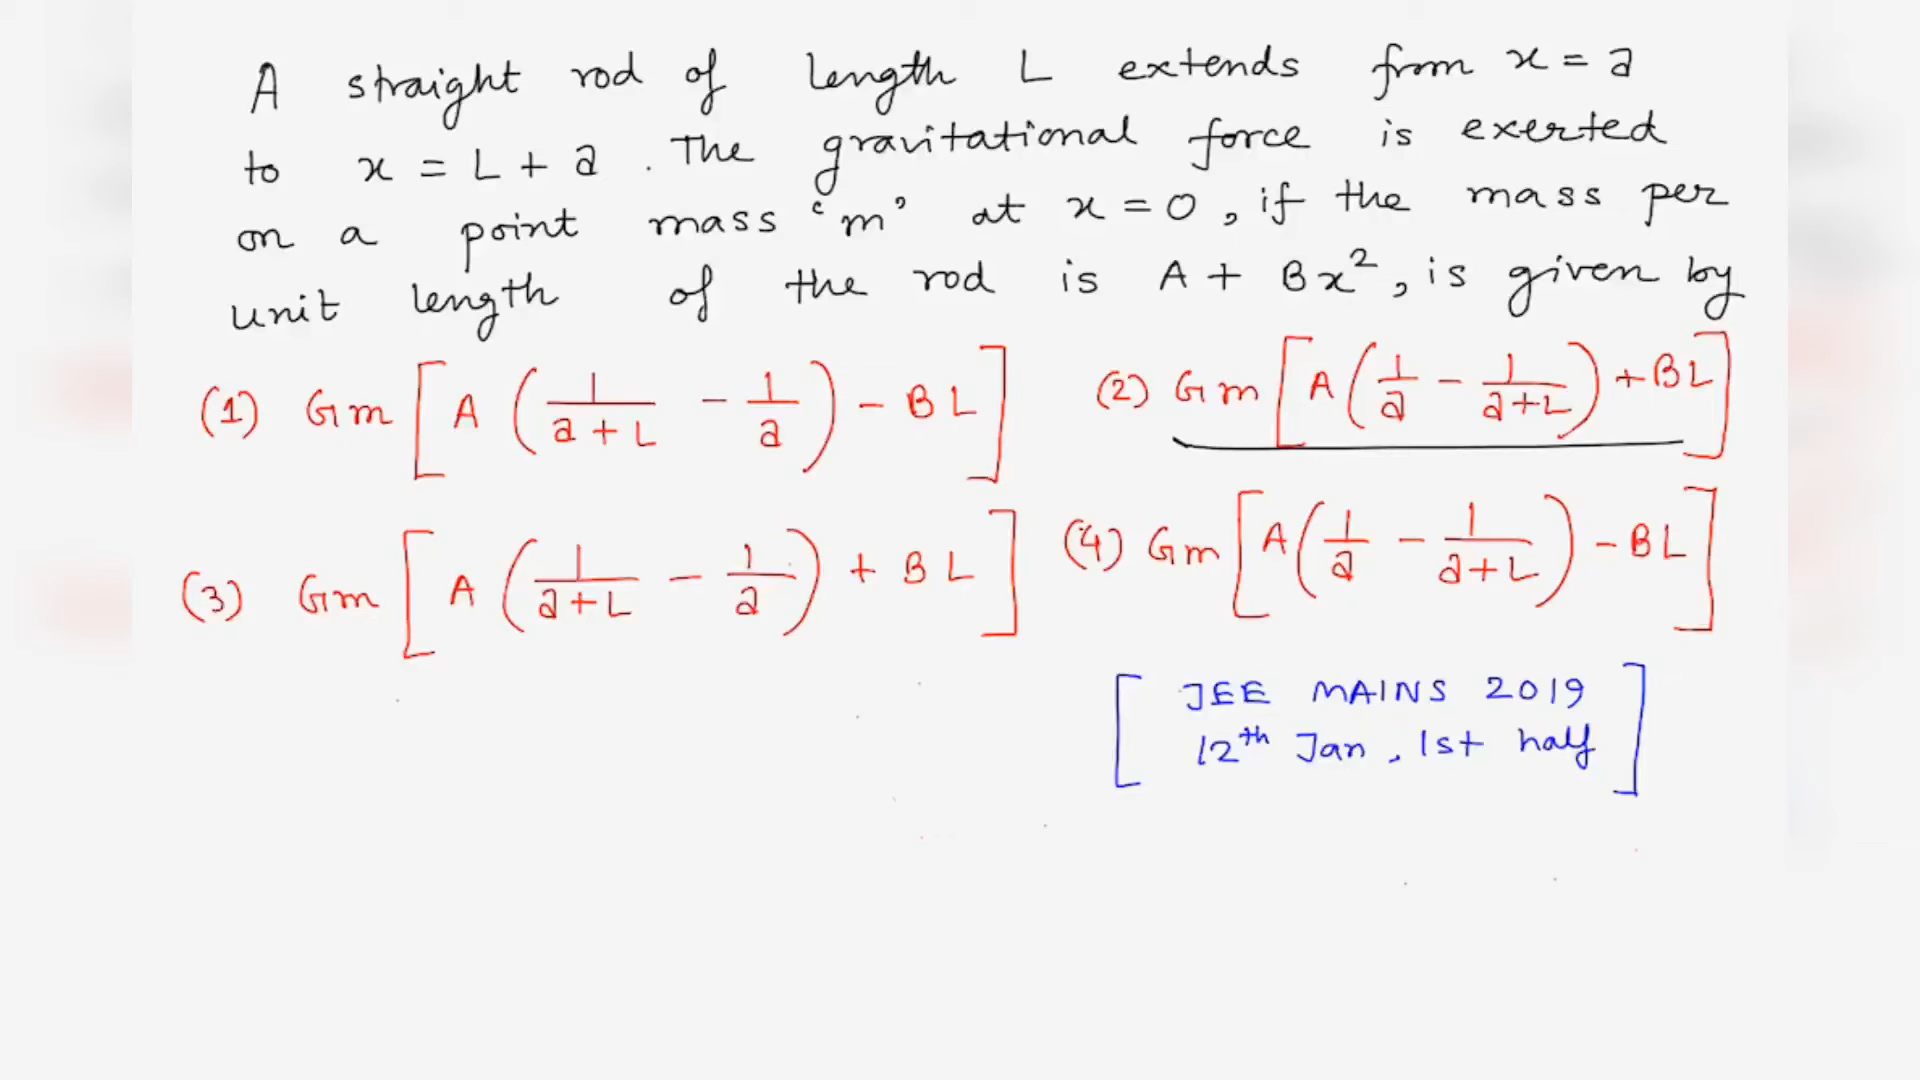 A straight rod of length L extends from x = a
to x = L + a . The gravitational force is exerted
on a point mass 'm' at x = 0, if the mass per
unit length of the rod is A + Bx², is given by
(1) Gm [ A ( 1/(a+L) - 1/a ) - BL ] (2) Gm [ A ( 1/a - 1/(a+L) ) + BL ]
(3) Gm [ A ( 1/(a+L) - 1/a ) + BL ] (4) Gm [ A ( 1/a - 1/(a+L) ) - BL ]
[ JEE MAINS 2019
12th Jan, 1st half ]